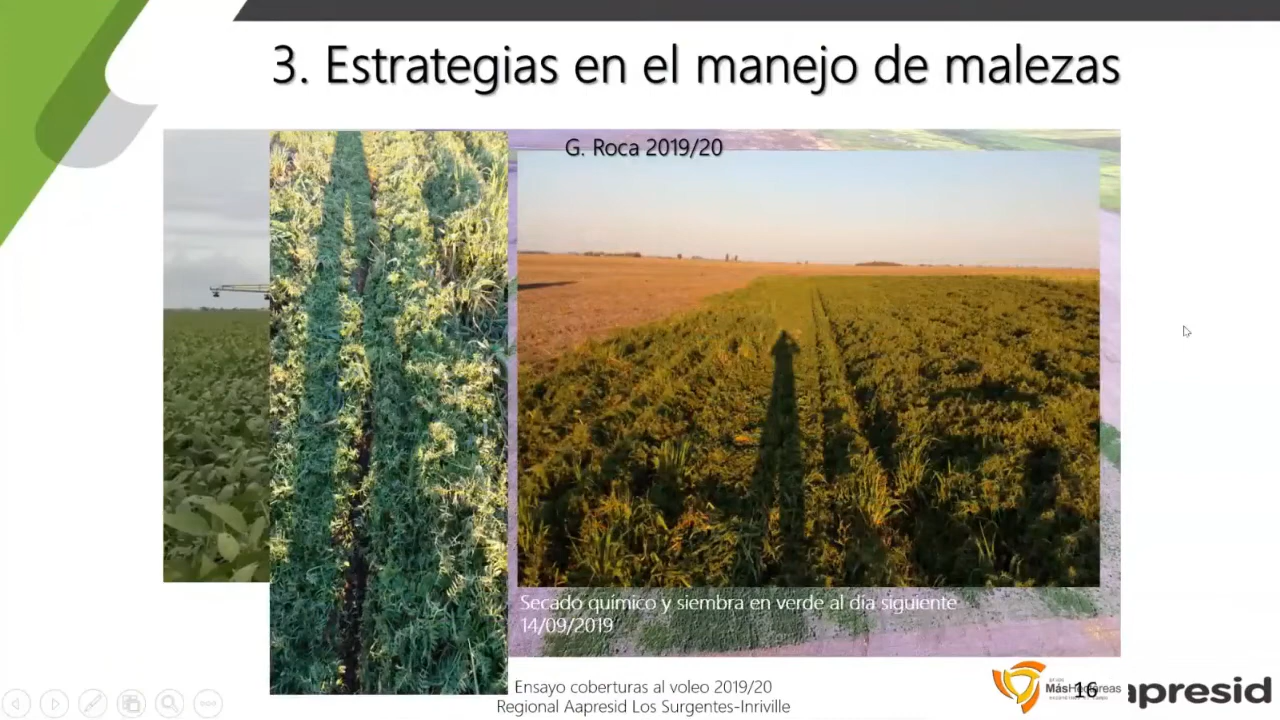 3. Estrategias en el manejo de malezas
G. Roca 2019/20
Secado químico y siembra en verde al día siguiente
14/09/2019
Ensayo coberturas al voleo 2019/20
Regional Aapresid Los Surgentes-Inriville
MásHectáreas
16
apresid